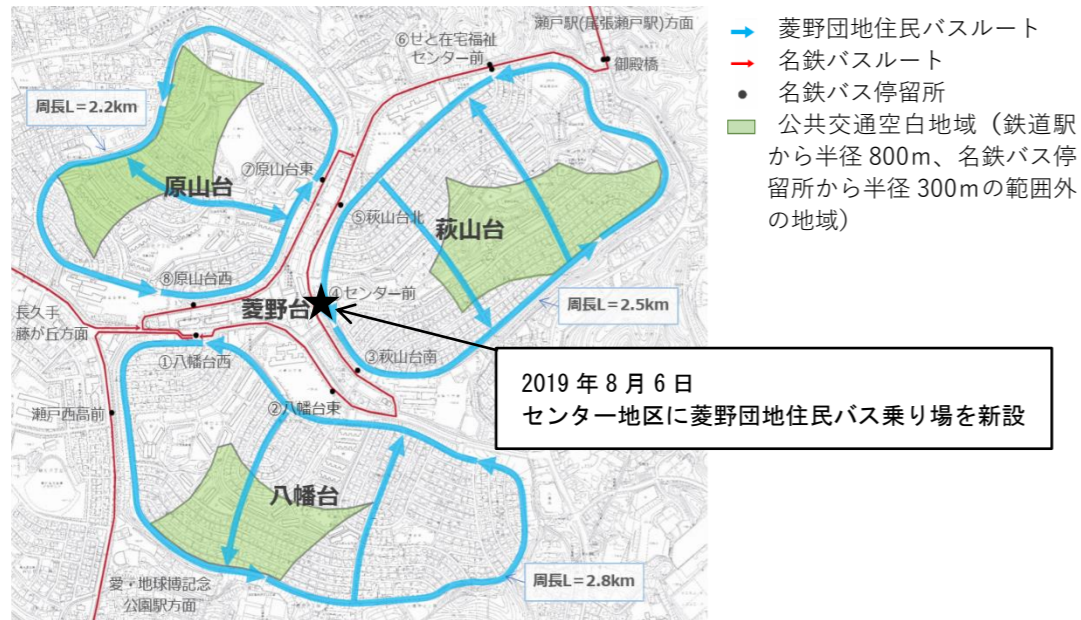 瀬戸駅(尾張瀬戸駅)方面
⑥せと在宅福祉
センター前
御殿橋
周長L=2.2km
⑦原山台東
原山台
⑤萩山台北
萩山台
⑧原山台西
④センター前
菱野台
周長L=2.5km
長久手
藤が丘方面
①八幡台西
③萩山台南
②八幡台東
瀬戸西高前
八幡台
愛・地球博記念
公園駅方面
周長L=2.8km
菱野団地住民バスルート
名鉄バスルート
名鉄バス停留所
公共交通空白地域(鉄道駅
から半径 800m、名鉄バス停
留所から半径 300mの範囲外
の地域)
2019 年 8 月 6 日
センター地区に菱野団地住民バス乗り場を新設